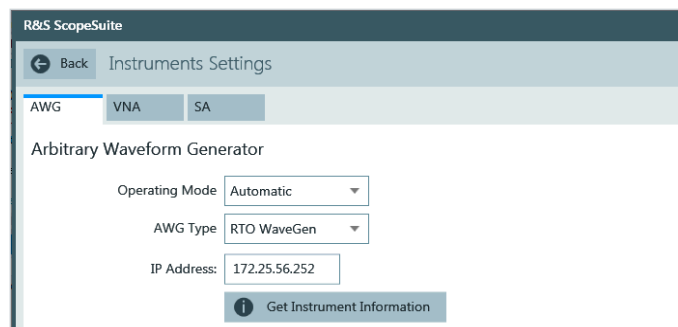 R&S ScopeSuite
Back Instruments Settings
AWG VNA SA
Arbitrary Waveform Generator
Operating Mode Automatic
AWG Type RTO WaveGen
IP Address: 172.25.56.252
Get Instrument Information